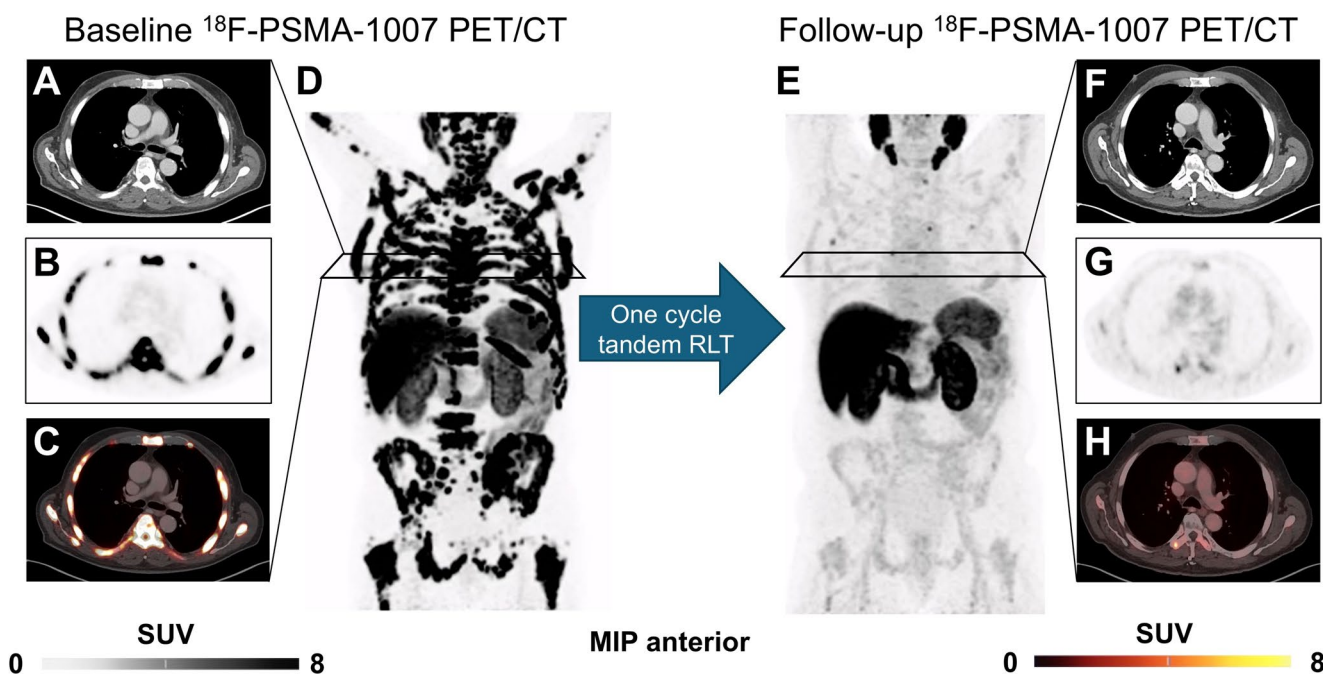 Baseline ¹⁸F-PSMA-1007 PET/CT
Follow-up ¹⁸F-PSMA-1007 PET/CT
A
B
C
D
One cycle
tandem RLT
E
F
G
H
SUV
0
8
MIP anterior
SUV
0
8